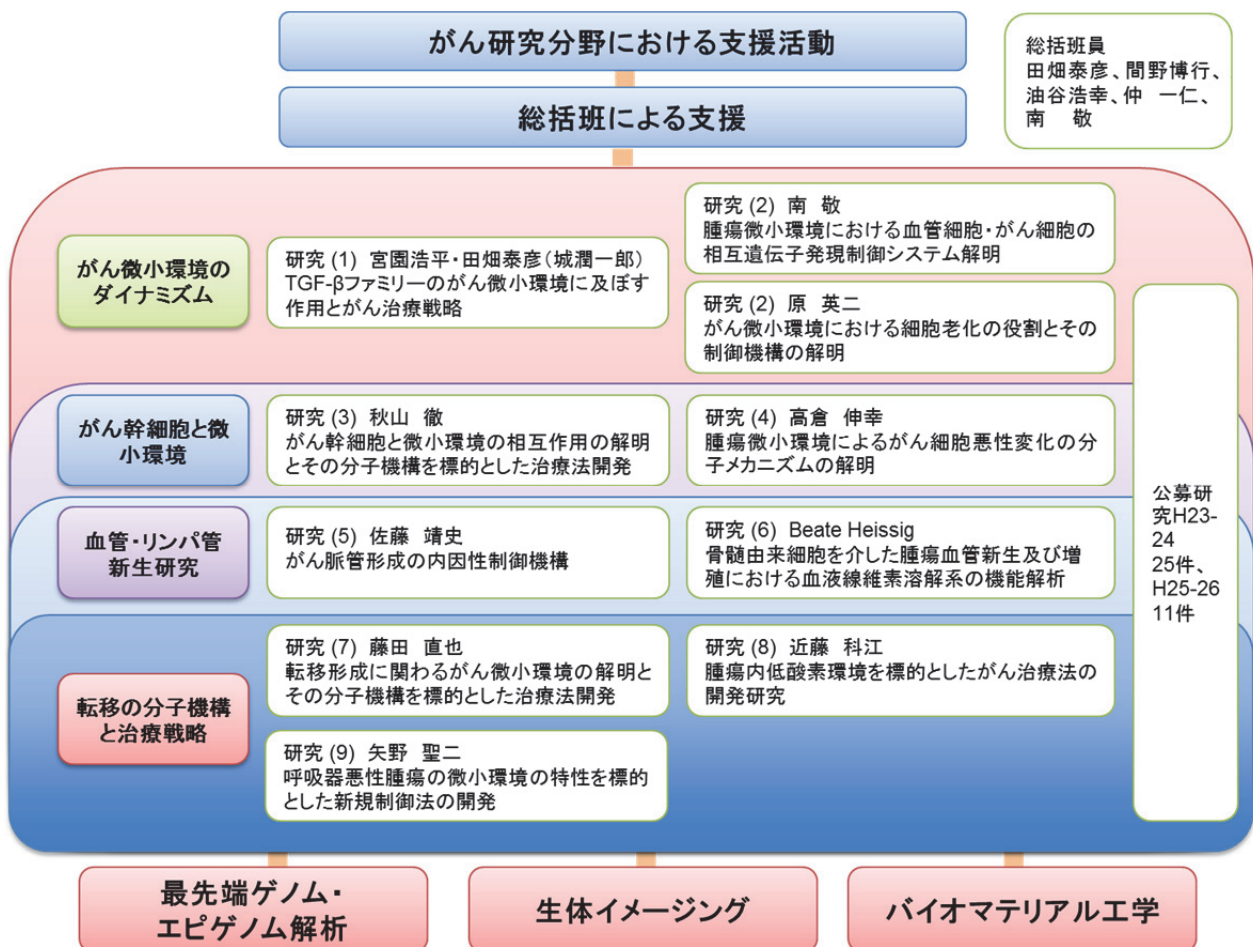 がん研究分野における支援活動
総括班による支援
総括班員
田畑泰彦、間野博行、
油谷浩幸、仲 一仁、
南 敬
がん微小環境の
ダイナミズム
研究 (1) 宮園浩平・田畑泰彦(城潤一郎)
TGF-βファミリーのがん微小環境に及ぼす
作用とがん治療戦略
研究 (2) 南 敬
腫瘍微小環境における血管細胞・がん細胞の
相互遺伝子発現制御システム解明
研究 (2) 原 英二
がん微小環境における細胞老化の役割とその
制御機構の解明
がん幹細胞と微
小環境
研究 (3) 秋山 徹
がん幹細胞と微小環境の相互作用の解明
とその分子機構を標的とした治療法開発
研究 (4) 高倉 伸幸
腫瘍微小環境によるがん細胞悪性変化の分
子メカニズムの解明
血管・リンパ管
新生研究
研究 (5) 佐藤 靖史
がん脈管形成の内因性制御機構
研究 (6) Beate Heissig
骨髄由来細胞を介した腫瘍血管新生及び増
殖における血液線維素溶解系の機能解析
転移の分子機構
と治療戦略
研究 (7) 藤田 直也
転移形成に関わるがん微小環境の解明と
その分子機構を標的とした治療法開発
研究 (8) 近藤 科江
腫瘍内低酸素環境を標的としたがん治療法の
開発研究
研究 (9) 矢野 聖二
呼吸器悪性腫瘍の微小環境の特性を標的
とした新規制御法の開発
公募研
究H23-
24
25件、
H25-26
11件
最先端ゲノム・
エピゲノム解析
生体イメージング
バイオマテリアル工学